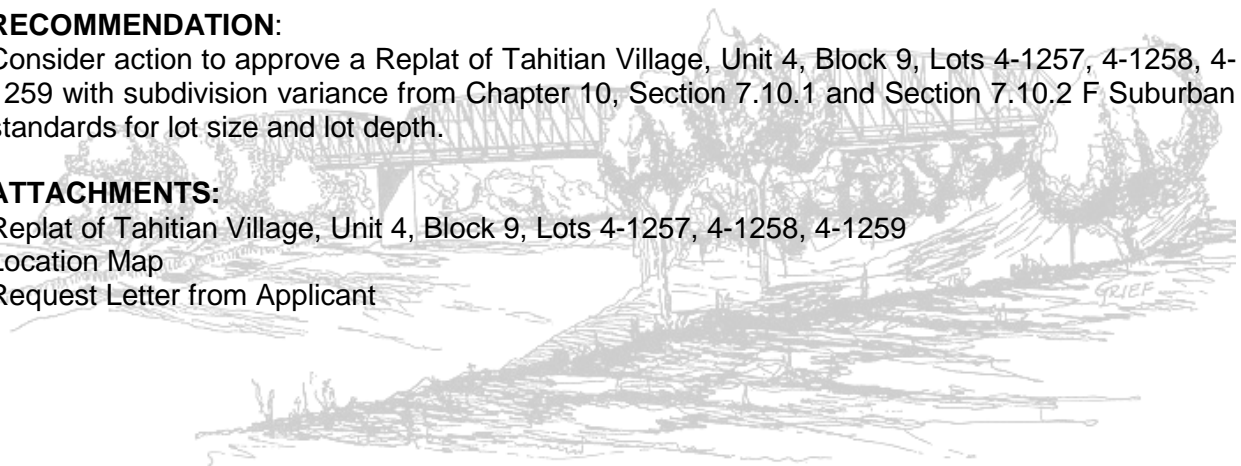 RECOMMENDATION:
Consider action to approve a Replat of Tahitian Village, Unit 4, Block 9, Lots 4-1257, 4-1258, 4-
1259 with subdivision variance from Chapter 10, Section 7.10.1 and Section 7.10.2 F Suburban
standards for lot size and lot depth.
ATTACHMENTS:
Replat of Tahitian Village, Unit 4, Block 9, Lots 4-1257, 4-1258, 4-1259
Location Map
Request Letter from Applicant
GRIEF